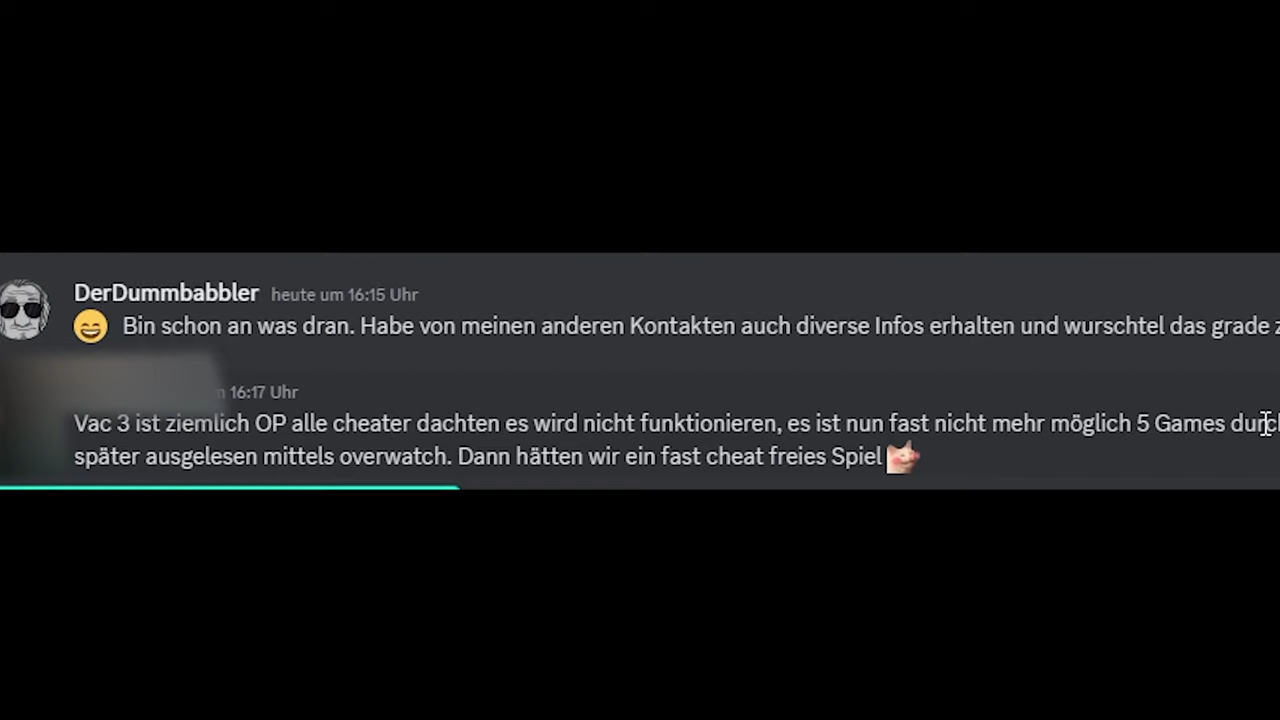 DerDummbabbler heute um 16:15 Uhr
Bin schon an was dran. Habe von meinen anderen Kontakten auch diverse Infos erhalten und wurschtel das grade
16:17 Uhr
Vac 3 ist ziemlich OP alle cheater dachten es wird nicht funktionieren, es ist nun fast nicht mehr möglich 5 Games
später ausgelesen mittels overwatch. Dann hätten wir ein fast cheat freies Spiel